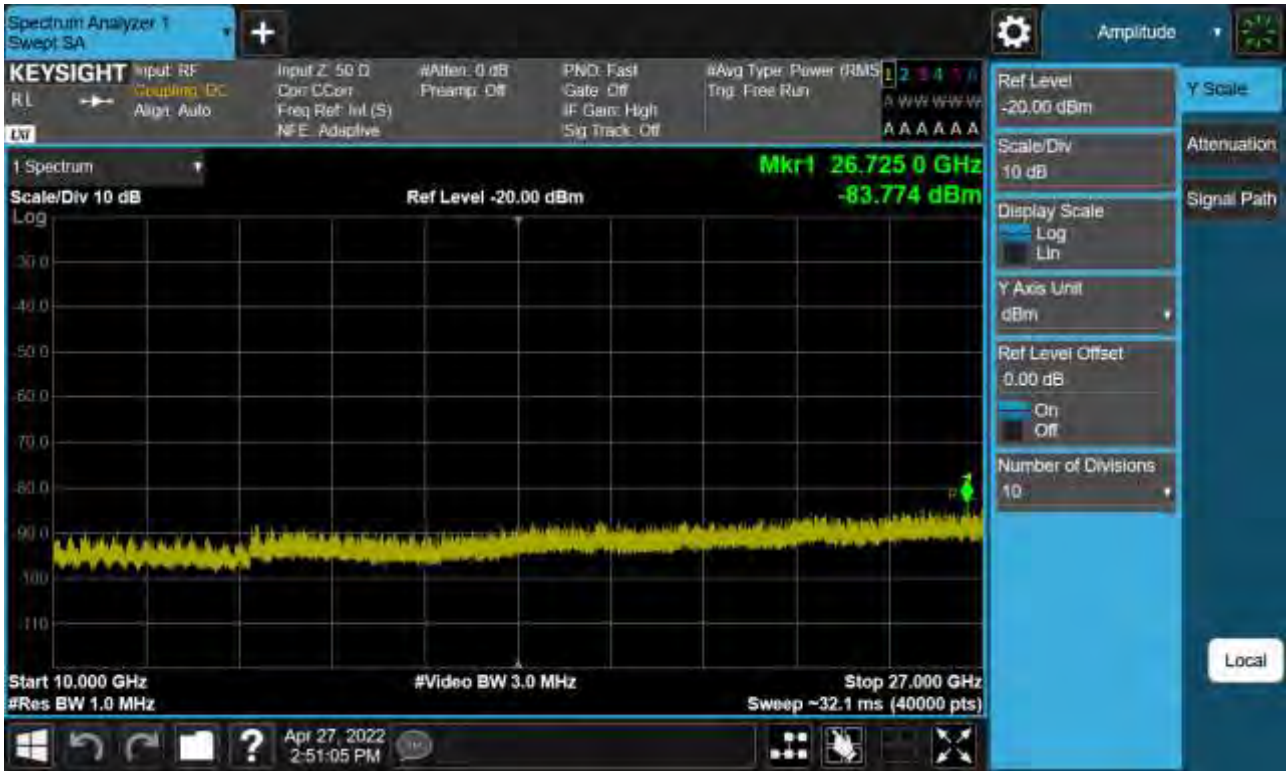 Spectrum Analyzer 1
Swept SA
Amplitude
KEYSIGHT Input: RF
RL
Coupling: DC
Align: Auto
LXI
Input Z: 50 Ω
Corr CCorr
Freq Ref: Int (S)
NFE: Adaptive
#Atten: 0 dB
Preamp: Off
PNO: Fast
Gate: Off
IF Gain: High
Sig Track: Off
#Avg Type: Power (RMS
Trig: Free Run
1 2 3 4 5 6
A W W W W W
A A A A A A
1 Spectrum
Mkr1 26.725 0 GHz
-83.774 dBm
Scale/Div 10 dB
Ref Level -20.00 dBm
Log
-30.0
-40.0
-50.0
-60.0
-70.0
-80.0
-90.0
-100
-110
1
Start 10.000 GHz
#Video BW 3.0 MHz
Stop 27.000 GHz
#Res BW 1.0 MHz
Sweep ~32.1 ms (40000 pts)
Ref Level
-20.00 dBm
Scale/Div
10 dB
Display Scale
Log
Lin
Y Axis Unit
dBm
Ref Level Offset
0.00 dB
On
Off
Number of Divisions
10
Y Scale
Attenuation
Signal Path
Local
?
Apr 27, 2022
2:51:05 PM